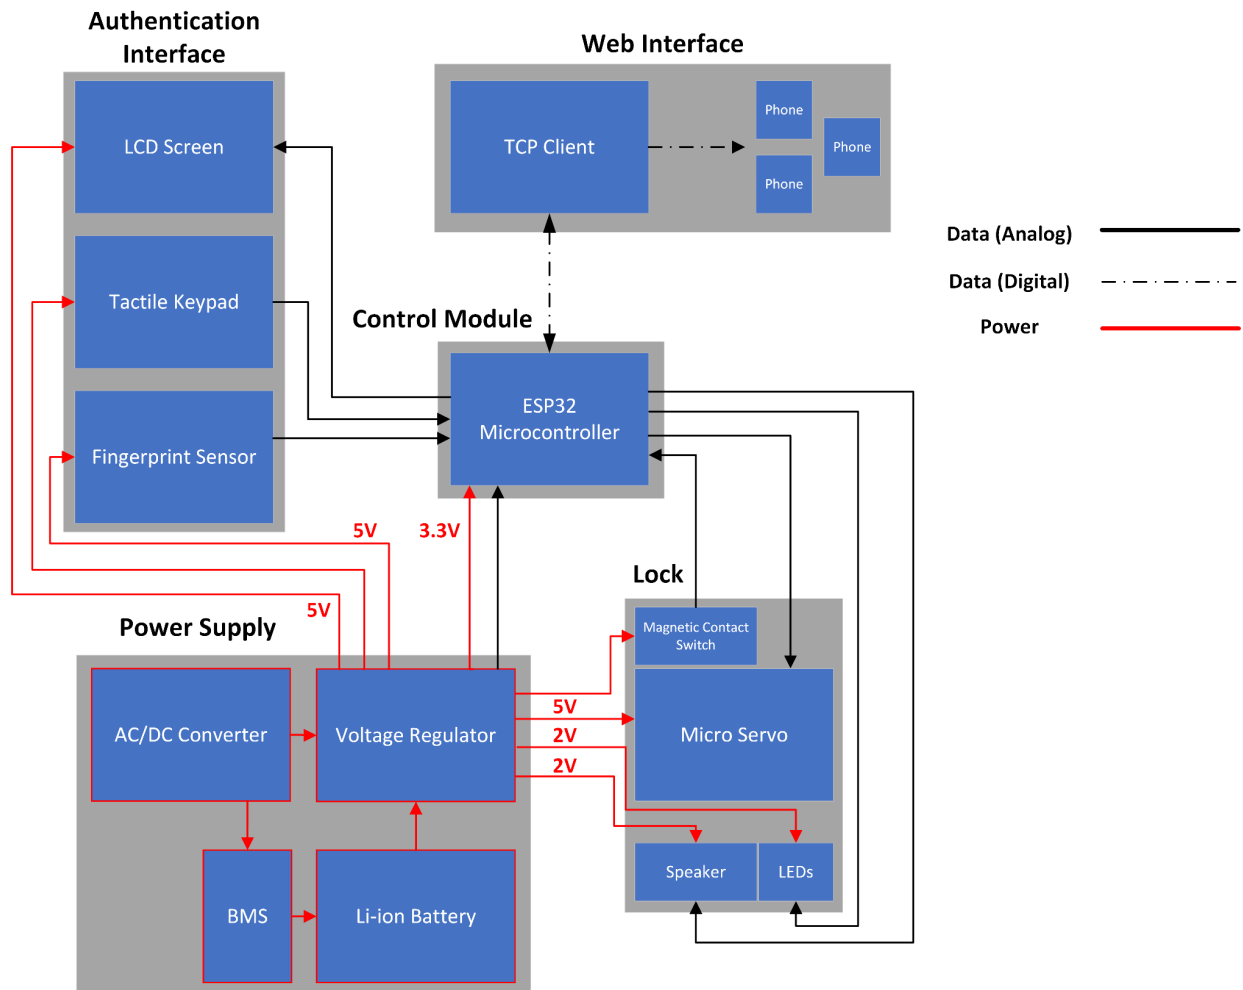 Authentication
Interface
Web Interface
LCD Screen
TCP Client
Phone
Phone
Phone
Data (Analog)
Data (Digital)
Power
Tactile Keypad
Control Module
ESP32
Microcontroller
Fingerprint Sensor
5V
3.3V
5V
Lock
Power Supply
Magnetic Contact
Switch
AC/DC Converter
Voltage Regulator
5V
2V
2V
Micro Servo
Speaker
LEDs
BMS
Li-ion Battery